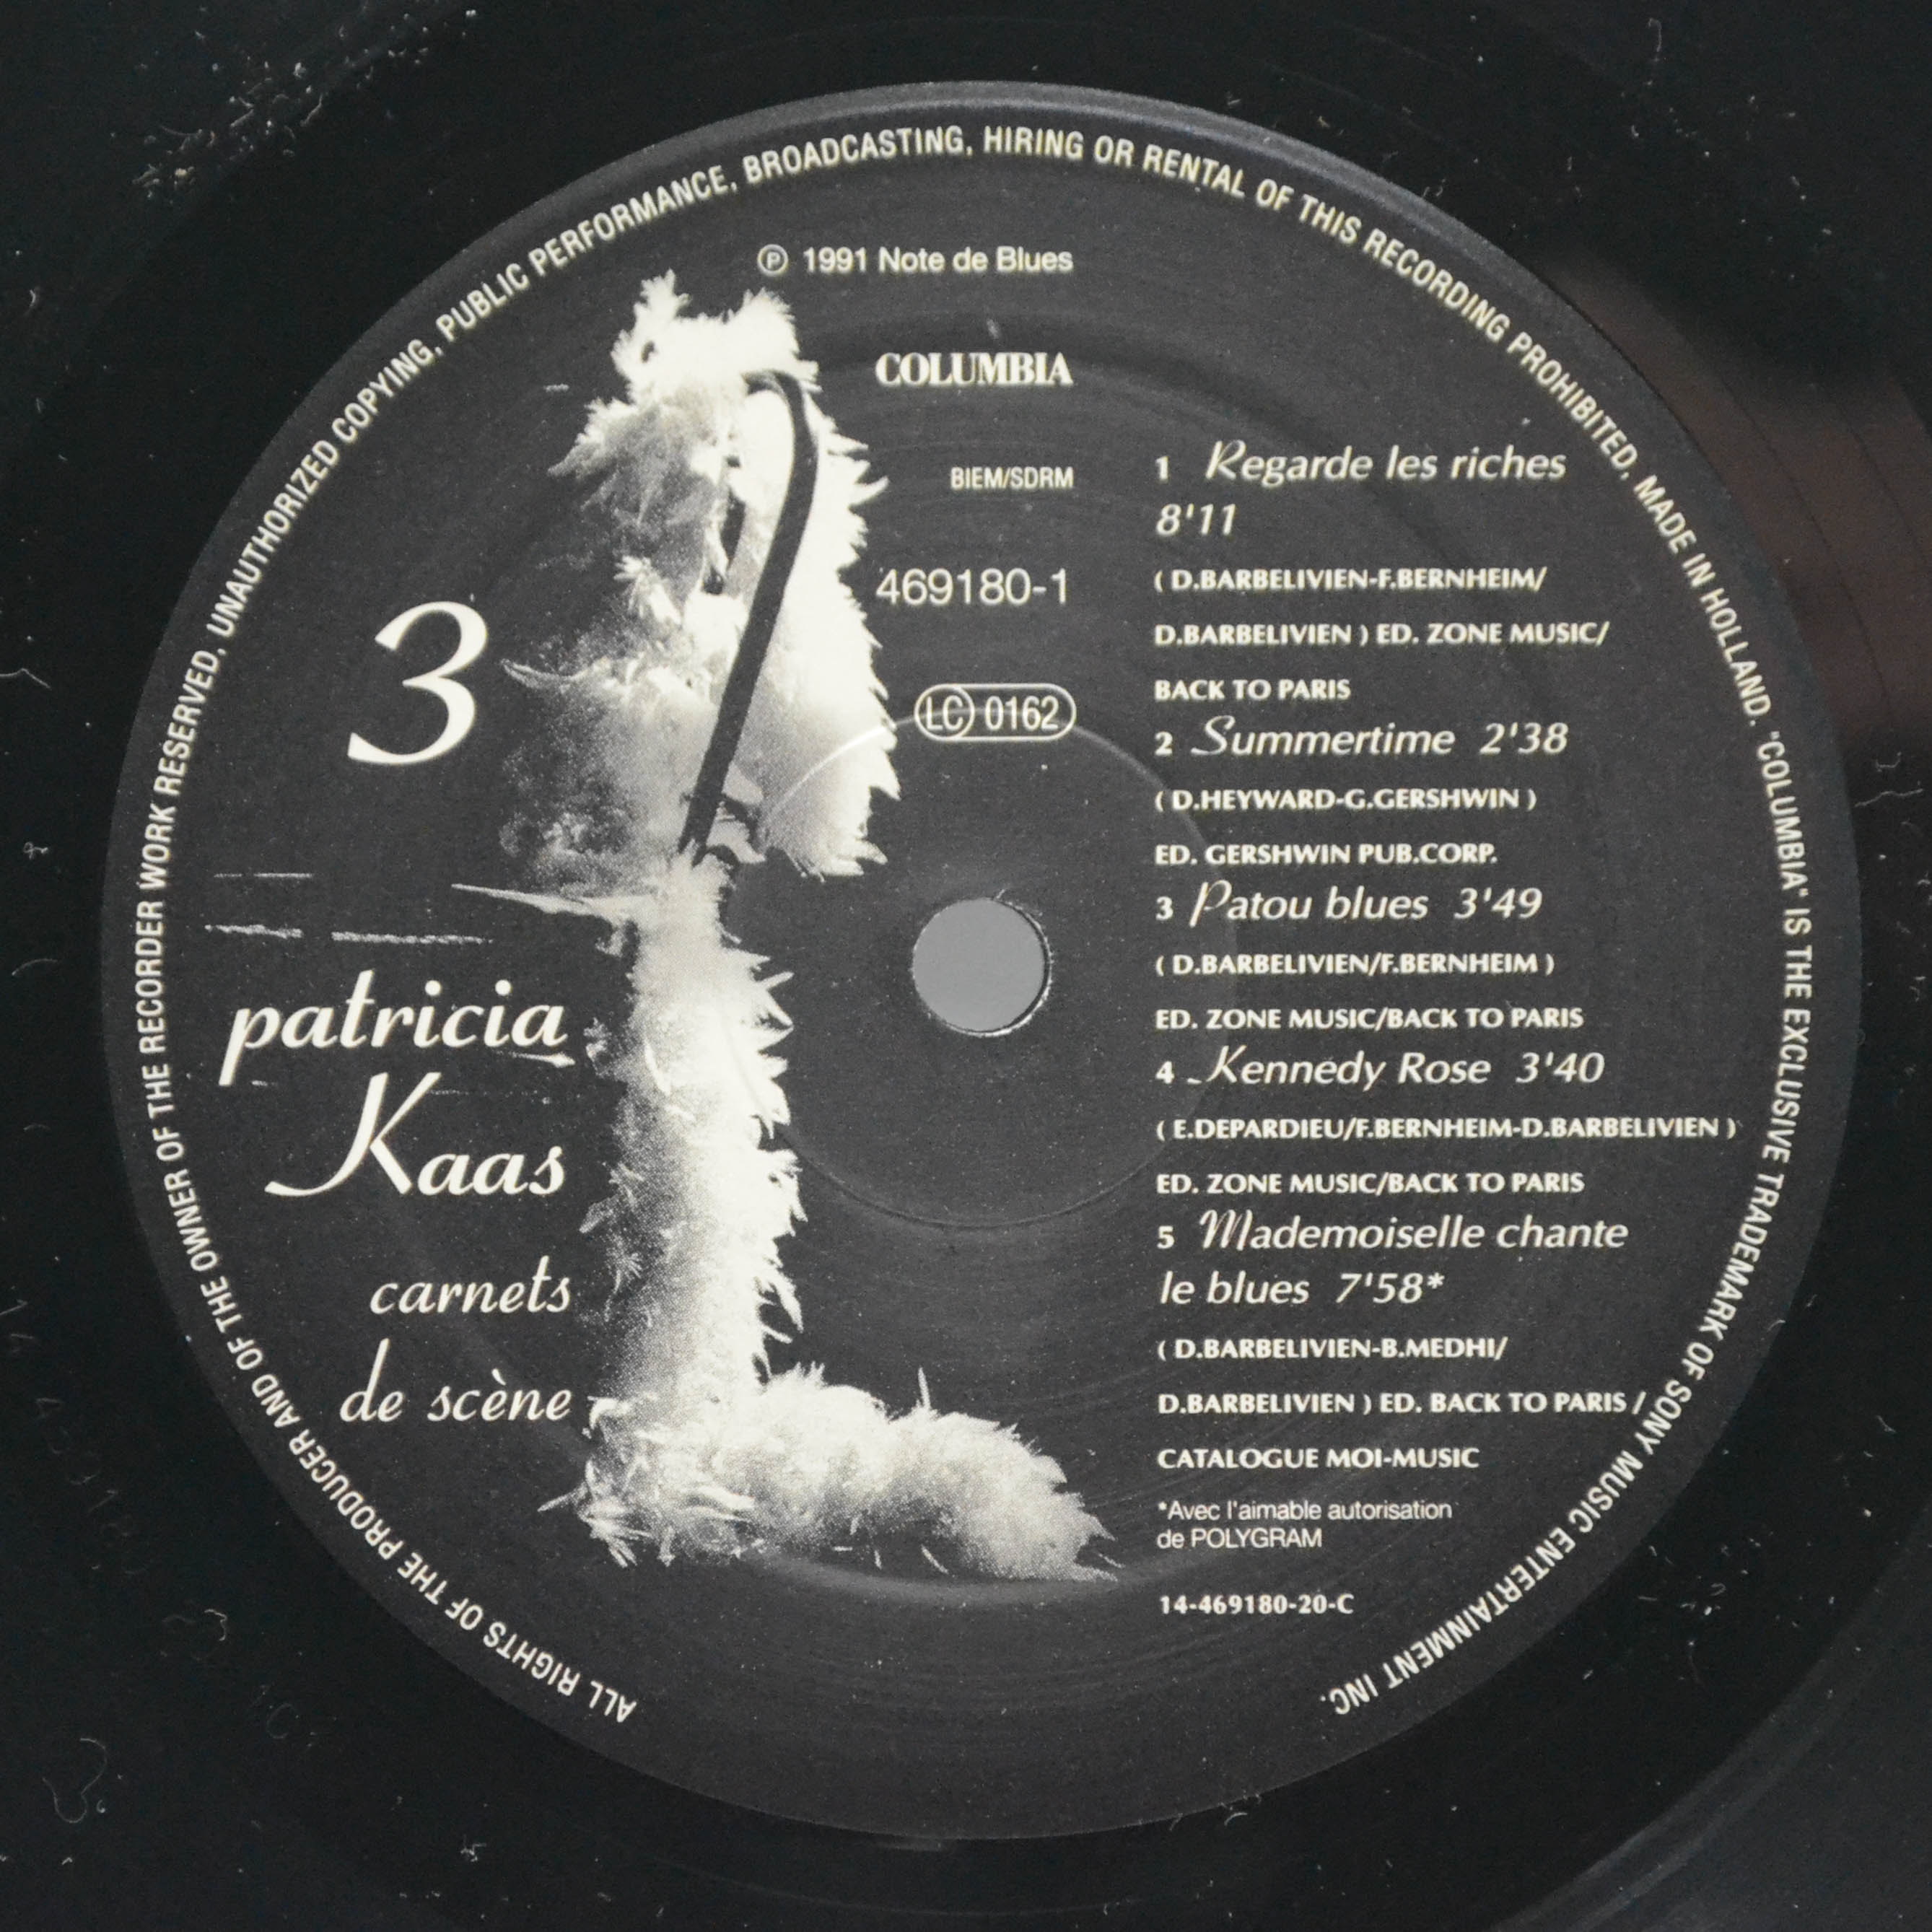 ALL RIGHTS OF THE PRODUCER AND OF THE OWNER OF THE RECORDER WORK RESERVED, UNAUTHORIZED COPYING, PUBLIC PERFORMANCE, BROADCASTING, HIRING OR RENTAL OF THIS RECORDING PROHIBITED, MADE IN HOLLAND. "COLUMBIA" IS THE EXCLUSIVE TRADEMARK OF SONY MUSIC ENTERTAINMENT INC.
℗ 1991 Note de Blues
COLUMBIA
BIEM/SDRM
469180-1
LC 0162
3
patricia
Kaas
carnets
de scène
1 Regarde les riches
8'11
( D.BARBELIVIEN-F.BERNHEIM/
D.BARBELIVIEN ) ED. ZONE MUSIC/
BACK TO PARIS
2 Summertime 2'38
( D.HEYWARD-G.GERSHWIN )
ED. GERSHWIN PUB.CORP.
3 Patou blues 3'49
( D.BARBELIVIEN/F.BERNHEIM )
ED. ZONE MUSIC/BACK TO PARIS
4 Kennedy Rose 3'40
( E.DEPARDIEU/F.BERNHEIM-D.BARBELIVIEN )
ED. ZONE MUSIC/BACK TO PARIS
5 Mademoiselle chante
le blues 7'58*
( D.BARBELIVIEN-B.MEDHI/
D.BARBELIVIEN ) ED. BACK TO PARIS /
CATALOGUE MOI-MUSIC
*Avec l'aimable autorisation
de POLYGRAM
14-469180-20-C